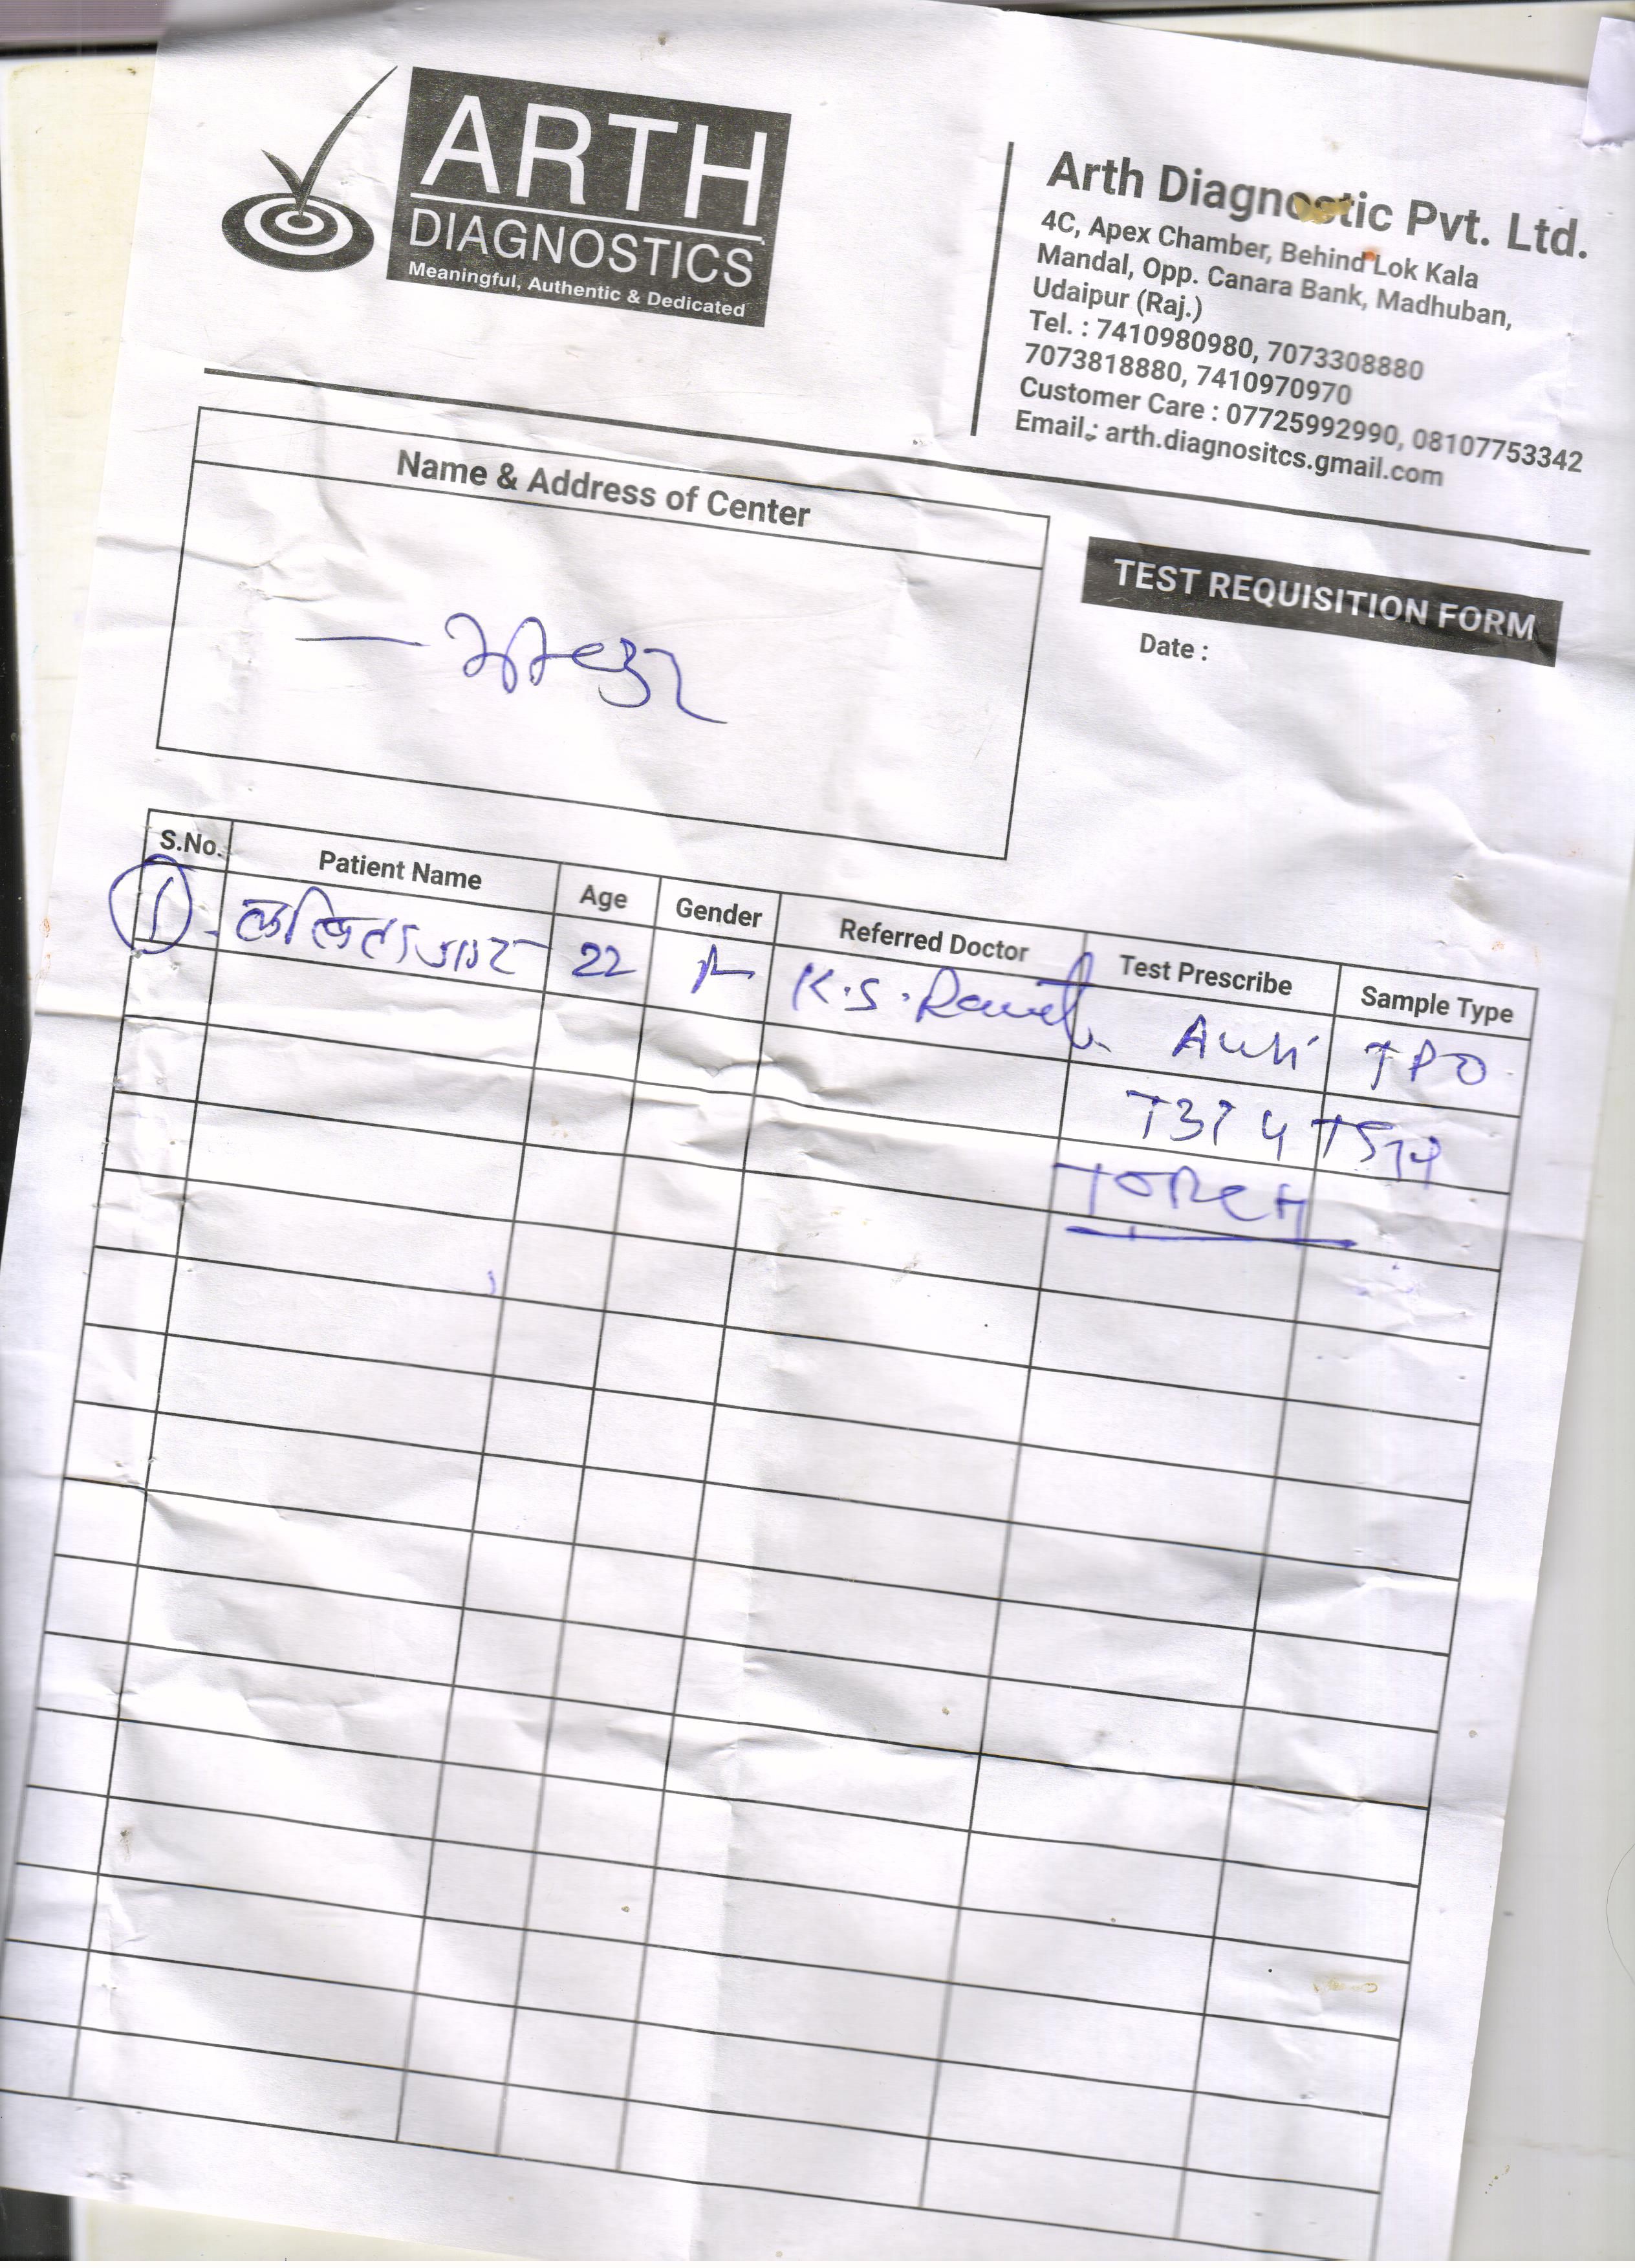 ARTH
DIAGNOSTICS
Meaningful, Authentic & Dedicated
Arth Diagnostic Pvt. Ltd.
4C, Apex Chamber, Behind Lok Kala
Mandal, Opp. Canara Bank, Madhuban,
Udaipur (Raj.)
Tel. : 7410980980, 7073308880
7073818880, 7410970970
Customer Care : 07725992990, 08107753342
Email.: arth.diagnositcs.gmail.com
Name & Address of Center
TEST REQUISITION FORM
Date :
S.No. Patient Name Age Gender Referred Doctor Test Prescribe Sample Type
1 ललिता जाट 22 K.S. Anti TPO
T3 T4 TSH
TORCH